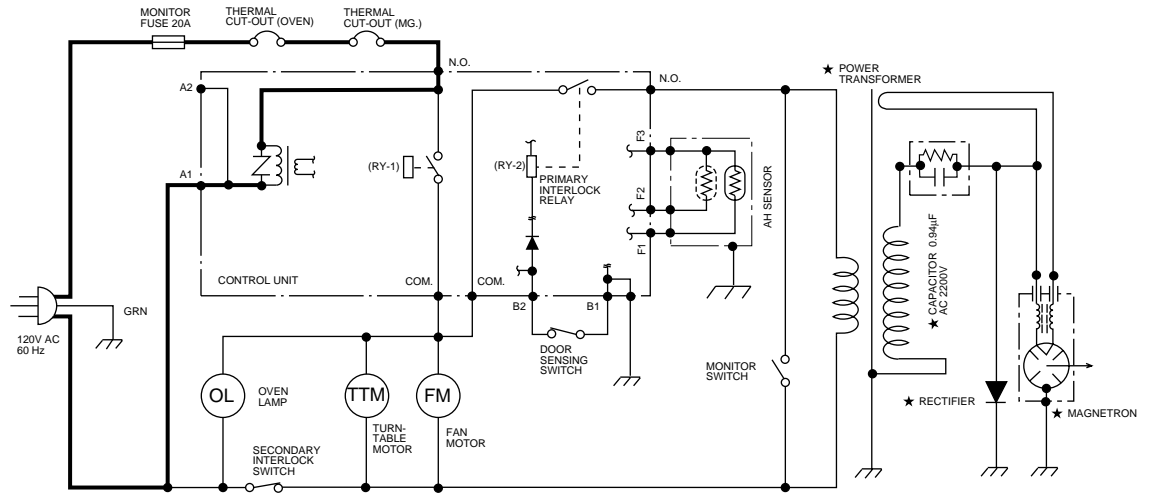 MONITOR
FUSE 20A
THERMAL
CUT-OUT (OVEN)
THERMAL
CUT-OUT (MG.)
N.O.
A2
A1
(RY-1)
(RY-2)
PRIMARY
INTERLOCK
RELAY
N.O.
F3
F2
F1
AH SENSOR
★ POWER
TRANSFORMER
★ CAPACITOR 0.94µF
AC 2200V
CONTROL UNIT
COM.
COM.
B2
B1
GRN
120V AC
60 Hz
DOOR
SENSING
SWITCH
MONITOR
SWITCH
OL
OVEN
LAMP
TTM
TURN-
TABLE
MOTOR
FM
FAN
MOTOR
SECONDARY
INTERLOCK
SWITCH
★ RECTIFIER
★ MAGNETRON